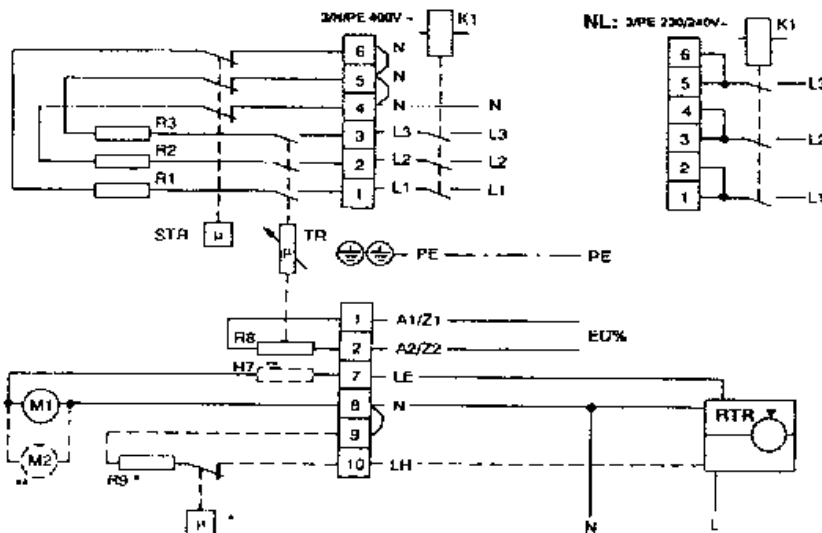 3/N/PE 400V ~
K1
NL: 3/PE 230/240V~
K1
6 N
5 N
4 N N
R3 3 L3 L3
R2 2 L2 L2
R1 1 L1 L1
6
5 L3
4
3 L2
2
1 L1
STB µ
TR
PE PE
1 A1/Z1
R8 2 A2/Z2
ED%
7 LE
M1 8 N
RTR
9
M2 **
R9 *
10 LH
µ *
N L